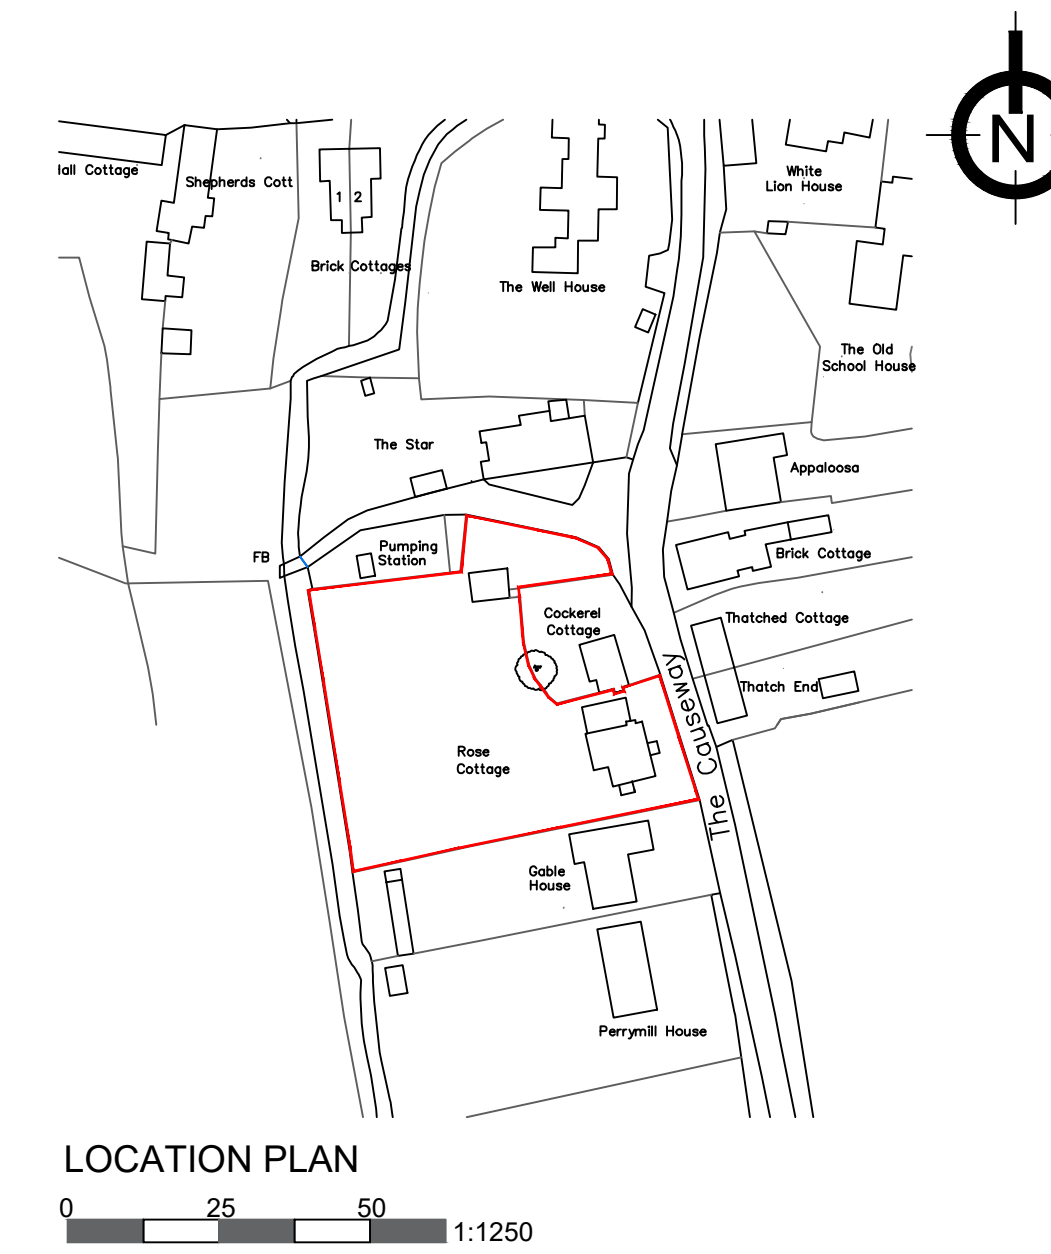 N
Hall Cottage
Shepherds Cott
1 2
Brick Cottages
The Well House
White
Lion House
The Old
School House
The Star
Appaloosa
FB
Pumping
Station
Brick Cottage
Cockerel
Cottage
Thatched Cottage
Thatch End
The Causeway
Rose
Cottage
Gable
House
Perrymill House
LOCATION PLAN
0 25 50
1:1250